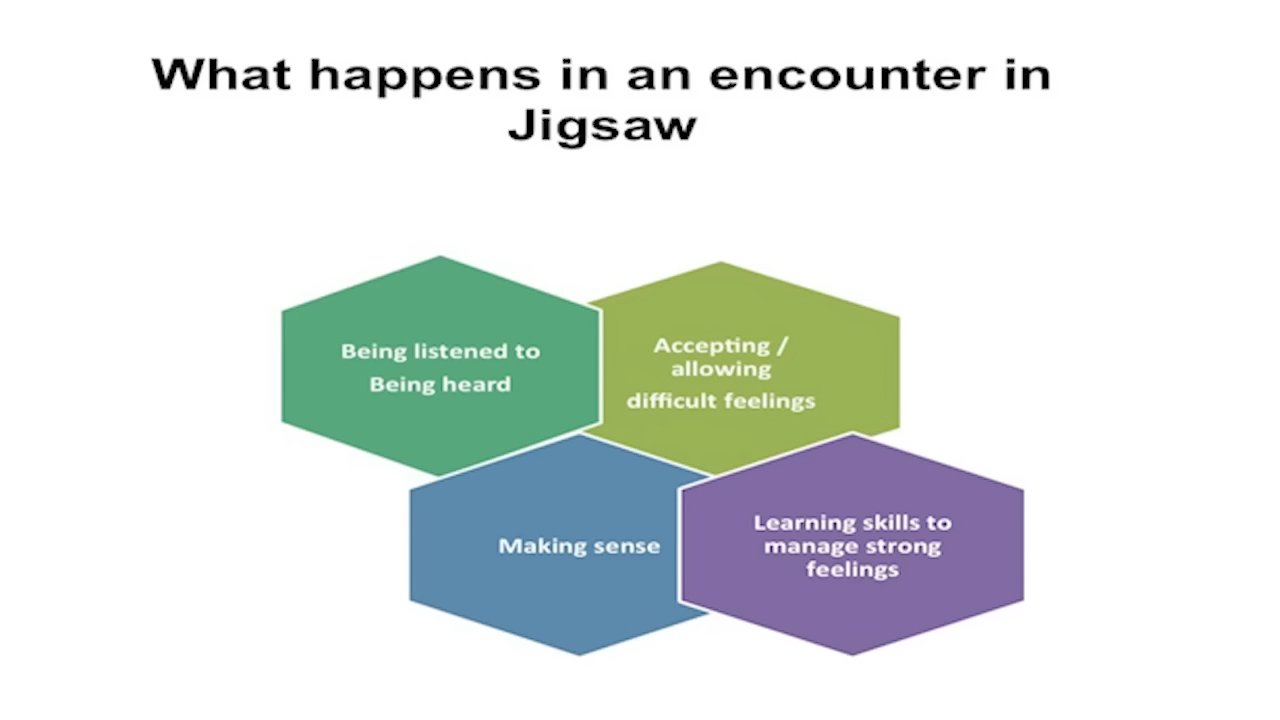 What happens in an encounter in
Jigsaw
Being listened to
Being heard
Accepting /
allowing
difficult feelings
Making sense
Learning skills to
manage strong
feelings